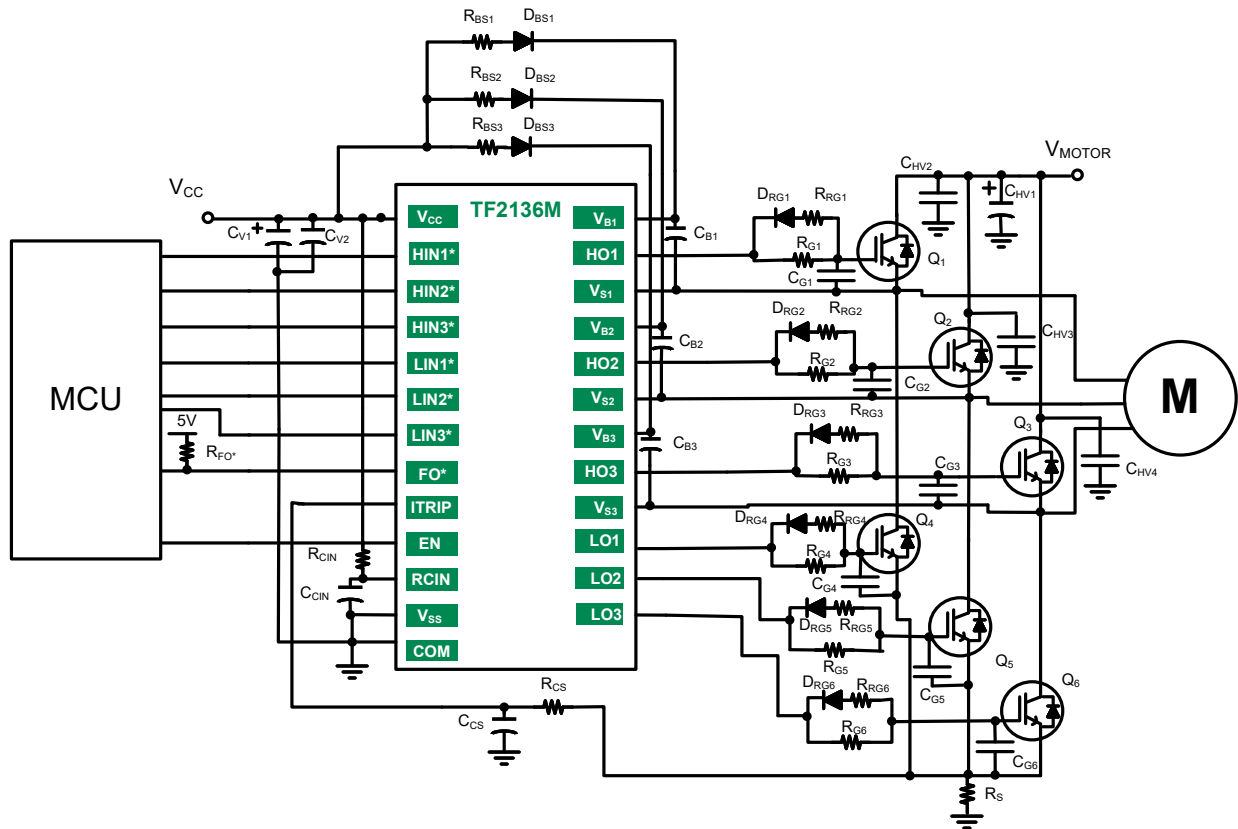 RBS1 DBS1
RBS2 DBS2
RBS3 DBS3
VCC
CV1 + CV2
MCU
5V
RFO*
RCIN
CCIN
RCS
CCS
TF2136M
VCC
HIN1*
HIN2*
HIN3*
LIN1*
LIN2*
LIN3*
FO*
ITRIP
EN
RCIN
VSS
COM
VB1
HO1
VS1
VB2
HO2
VS2
VB3
HO3
VS3
LO1
LO2
LO3
CB1
CB2
CB3
DRG1 RRG1
RG1
CG1
Q1
DRG2 RRG2
RG2
CG2
Q2
DRG3 RRG3
RG3
CG3
Q3
DRG4 RRG4
RG4
CG4
Q4
DRG5 RRG5
RG5
CG5
Q5
DRG6 RRG6
RG6
CG6
Q6
CHV2
+ CHV1
VMOTOR
CHV3
CHV4
M
RS